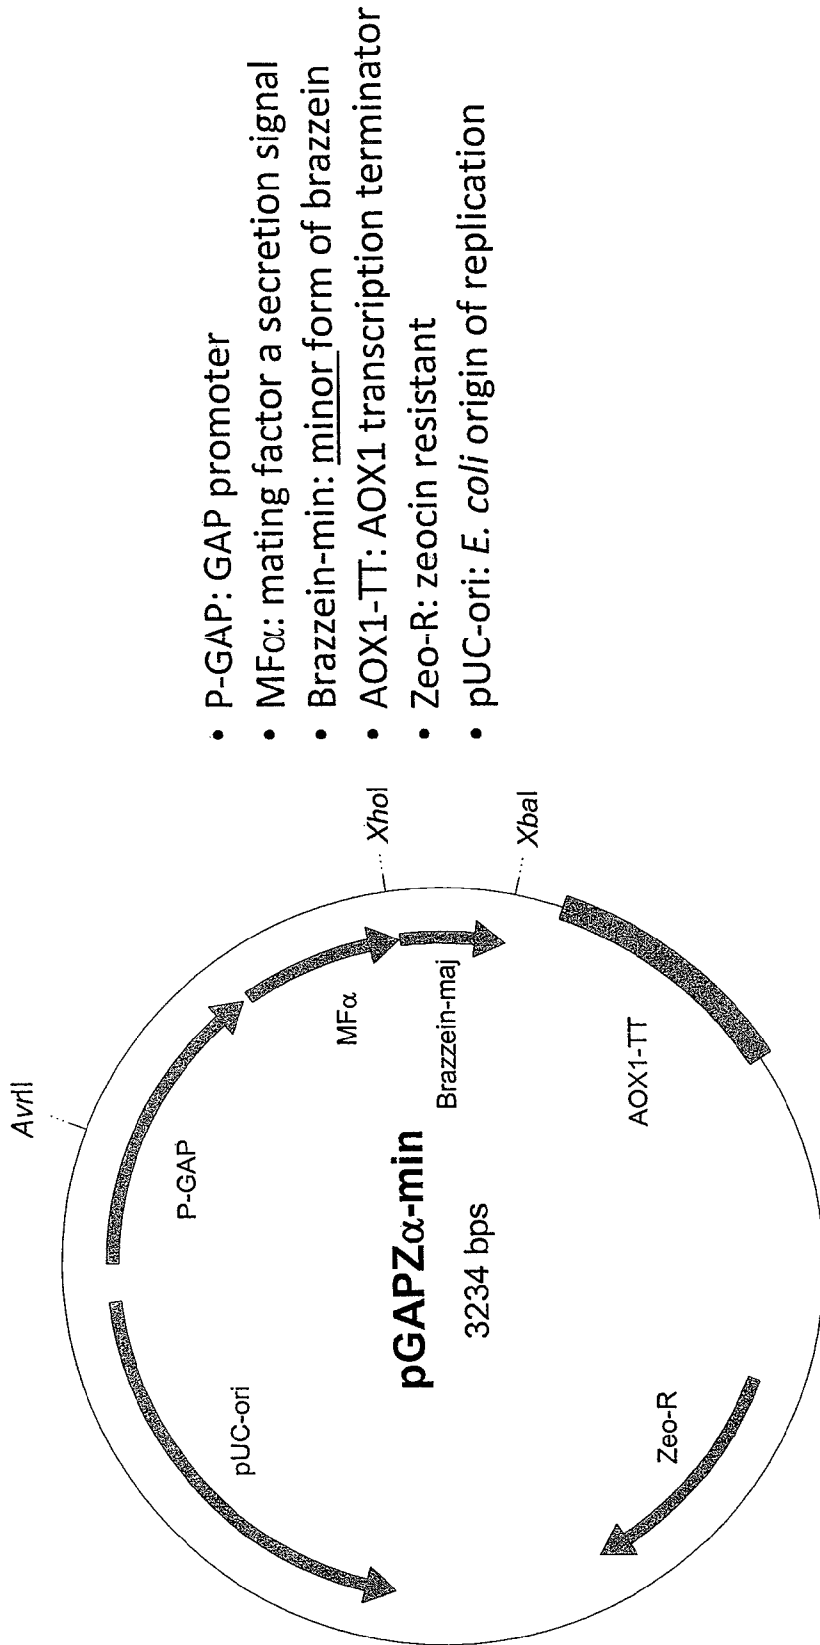 AvrII
P-GAP
MFα
XhoI
Brazzein-maj
XbaI
AOX1-TT
Zeo-R
pUC-ori
pGAPZα-min
3234 bps
• P-GAP: GAP promoter
• MFα: mating factor a secretion signal
• Brazzein-min: minor form of brazzein
• AOX1-TT: AOX1 transcription terminator
• Zeo-R: zeocin resistant
• pUC-ori: E. coli origin of replication